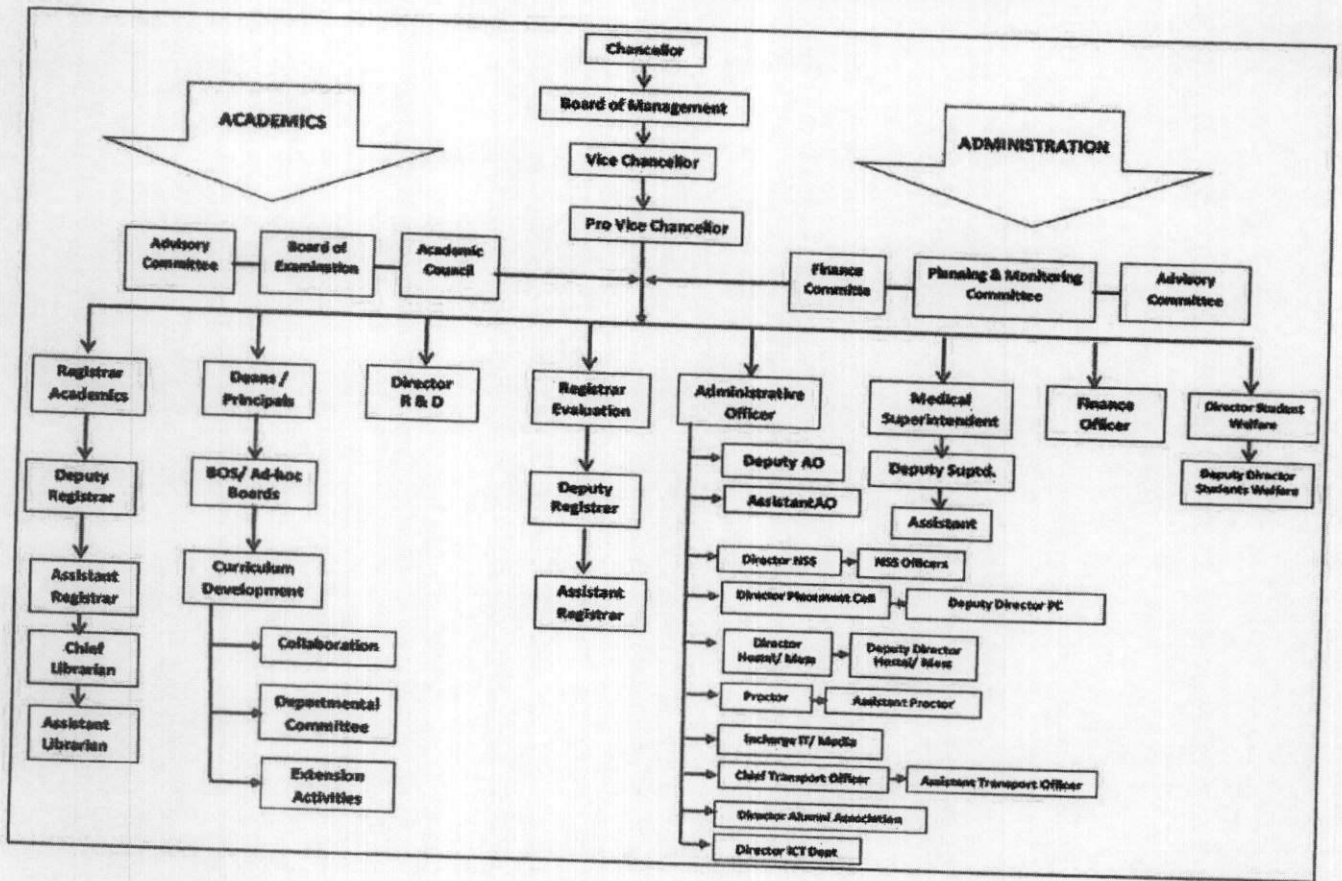 Chancellor
Board of Management
ACADEMICS
ADMINISTRATION
Vice Chancellor
Pro Vice Chancellor
Advisory
Committee
Board of
Examination
Academic
Council
Finance
Committe
Planning & Monitoring
Committee
Advisory
Committee
Registrar
Academics
Deans /
Principals
Director
R & D
Registrar
Evaluation
Administrative
Officer
Medical
Superintendent
Finance
Officer
Director Student
Welfare
Deputy
Registrar
BOS/ Ad-hoc
Boards
Deputy
Registrar
Deputy AO
AssistantAO
Deputy Suptd.
Assistant
Deputy Director
Students Welfare
Assistant
Registrar
Curriculum
Development
Assistant
Registrar
Director NSS
NSS Officers
Director Placement Cell
Deputy Director PC
Chief
Librarian
Collaboration
Director
Hostel/ Mess
Deputy Director
Hostel/ Mess
Assistant
Librarian
Departmental
Committee
Proctor
Assistant Proctor
Incharge IT/ Media
Extension
Activities
Chief Transport Officer
Assistant Transport Officer
Director Alumni Association
Director ICT Dept